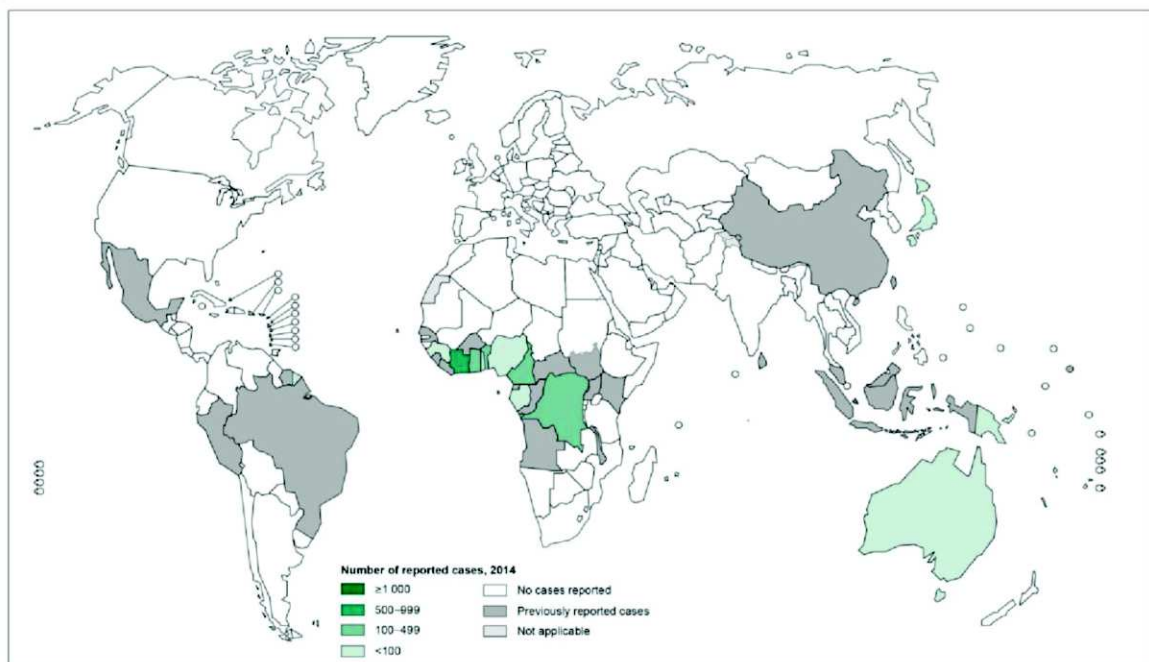 Number of reported cases, 2014
≥1 000
500–999
100–499
<100
No cases reported
Previously reported cases
Not applicable